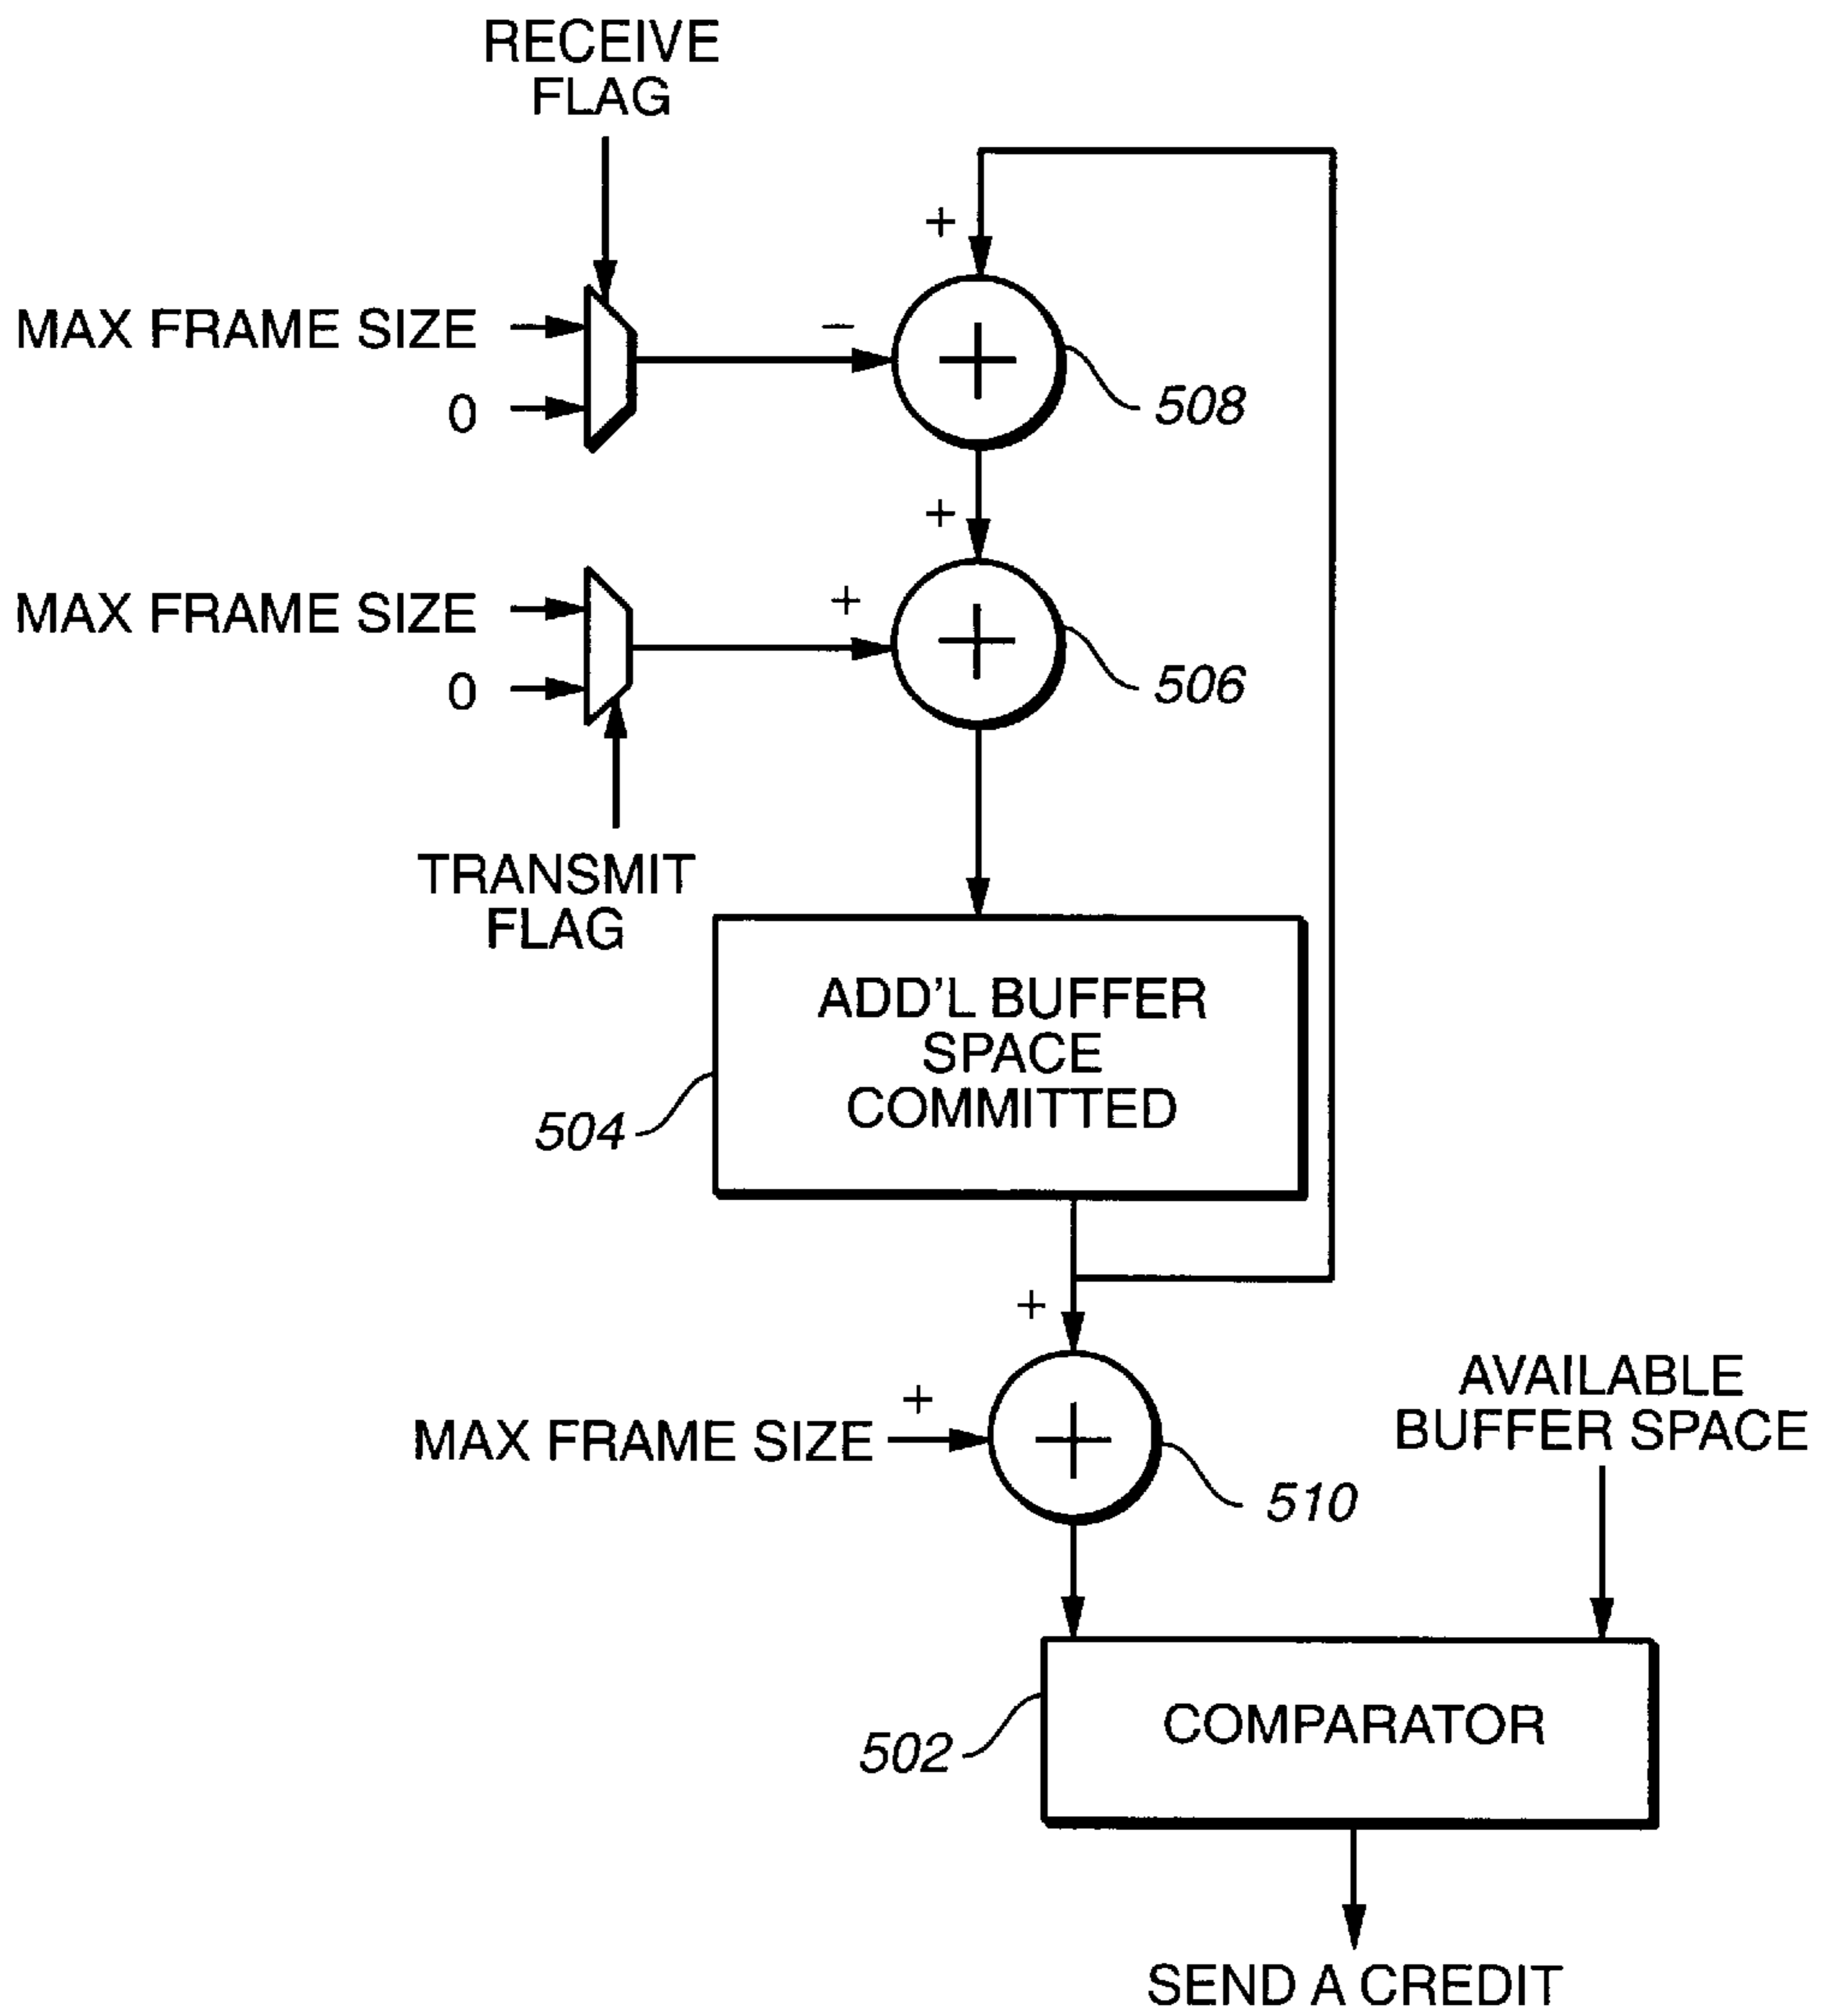 RECEIVE
FLAG
+
MAX FRAME SIZE
−
0
+
508
+
MAX FRAME SIZE
+
0
+
506
TRANSMIT
FLAG
ADD'L BUFFER
SPACE
COMMITTED
504
+
AVAILABLE
BUFFER SPACE
+
MAX FRAME SIZE
+
510
COMPARATOR
502
SEND A CREDIT